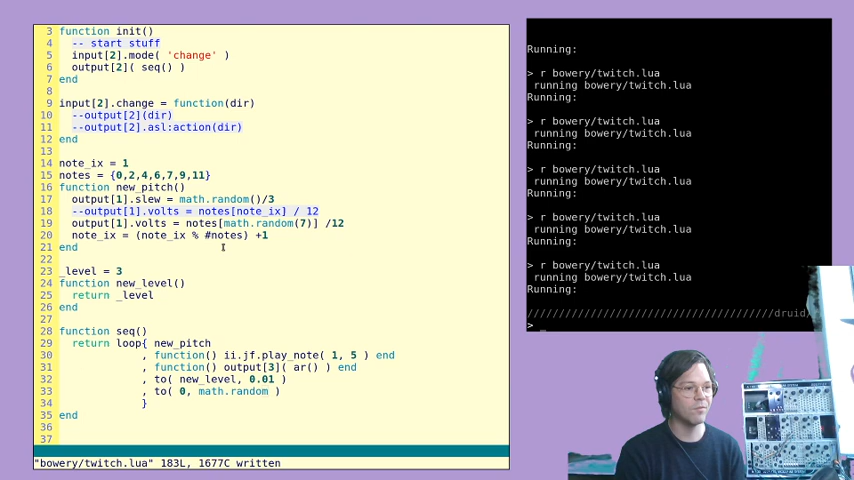 3 function init()
4 -- start stuff
5 input[2].mode( 'change' )
6 output[2]( seq() )
7 end
8
9 input[2].change = function(dir)
10 --output[2](dir)
11 --output[2].asl:action(dir)
12 end
13
14 note_ix = 1
15 notes = {0,2,4,6,7,9,11}
16 function new_pitch()
17 output[1].slew = math.random()/3
18 --output[1].volts = notes[note_ix] / 12
19 output[1].volts = notes[math.random(7)] /12
20 note_ix = (note_ix % #notes) +1
21 end
22
23 _level = 3
24 function new_level()
25 return _level
26 end
27
28 function seq()
29 return loop{ new_pitch
30 , function() ii.jf.play_note( 1, 5 ) end
31 , function() output[3]( ar() ) end
32 , to( new_level, 0.01 )
33 , to( 0, math.random )
34 }
35 end
36
37
"bowery/twitch.lua" 183L, 1677C written
Running:
> r bowery/twitch.lua
running bowery/twitch.lua
Running:
> r bowery/twitch.lua
running bowery/twitch.lua
Running:
> r bowery/twitch.lua
running bowery/twitch.lua
Running:
> r bowery/twitch.lua
running bowery/twitch.lua
Running:
> r bowery/twitch.lua
running bowery/twitch.lua
Running:
/////////////////////////////////////////druid/
> _